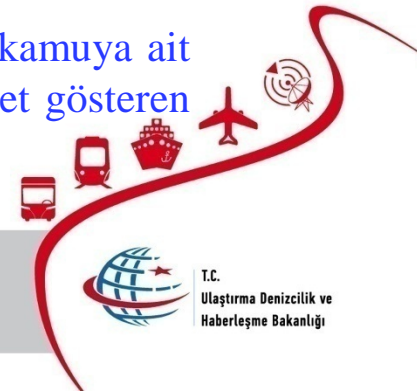 kamuya ait
et gösteren
T.C.
Ulaştırma Denizcilik ve
Haberleşme Bakanlığı